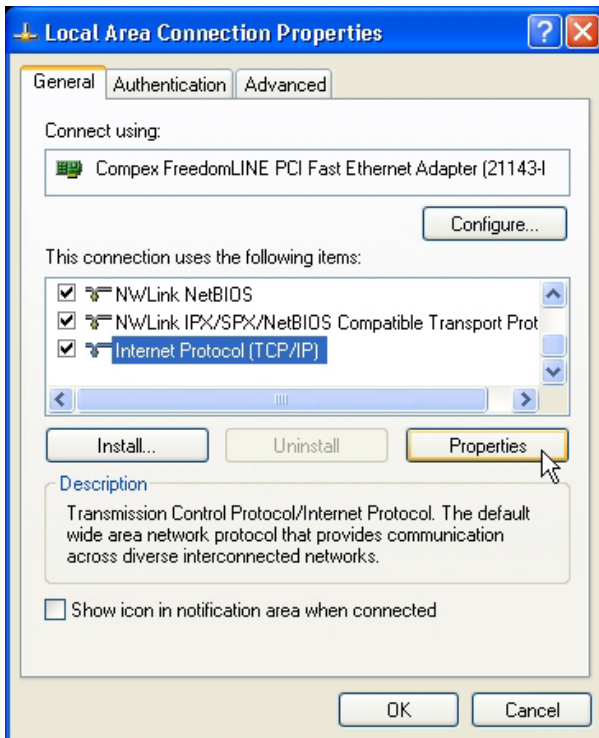 Local Area Connection Properties
General Authentication Advanced
Connect using:
Compex FreedomLINE PCI Fast Ethernet Adapter (21143-I
Configure...
This connection uses the following items:
NWLink NetBIOS
NWLink IPX/SPX/NetBIOS Compatible Transport Prot
Internet Protocol (TCP/IP)
Install... Uninstall Properties
Description
Transmission Control Protocol/Internet Protocol. The default
wide area network protocol that provides communication
across diverse interconnected networks.
Show icon in notification area when connected
OK Cancel